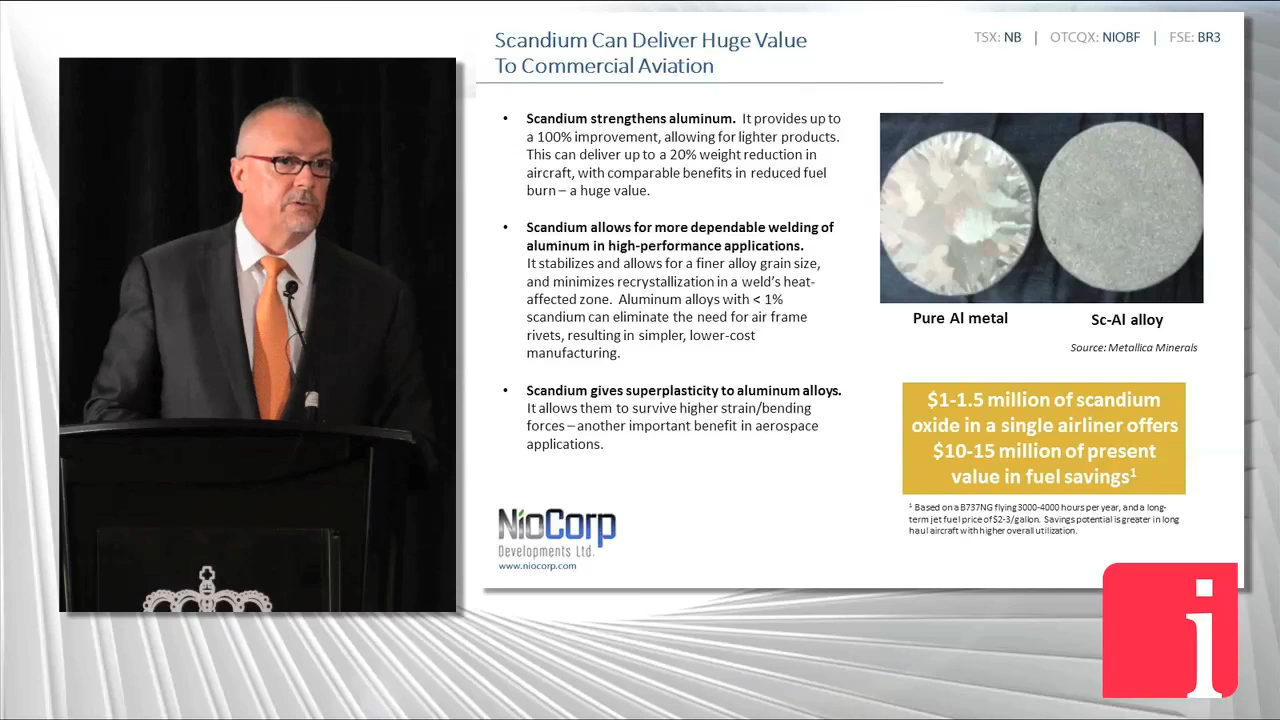 Scandium Can Deliver Huge Value
To Commercial Aviation
TSX: NB | OTCQX: NIOBF | FSE: BR3
• Scandium strengthens aluminum. It provides up to
a 100% improvement, allowing for lighter products.
This can deliver up to a 20% weight reduction in
aircraft, with comparable benefits in reduced fuel
burn – a huge value.
• Scandium allows for more dependable welding of
aluminum in high-performance applications.
It stabilizes and allows for a finer alloy grain size,
and minimizes recrystallization in a weld's heat-
affected zone. Aluminum alloys with < 1%
scandium can eliminate the need for air frame
rivets, resulting in simpler, lower-cost
manufacturing.
• Scandium gives superplasticity to aluminum alloys.
It allows them to survive higher strain/bending
forces – another important benefit in aerospace
applications.
Pure Al metal
Sc-Al alloy
Source: Metallica Minerals
$1-1.5 million of scandium
oxide in a single airliner offers
$10-15 million of present
value in fuel savings¹
¹ Based on a B737NG flying 3000-4000 hours per year, and a long-
term jet fuel price of $2-3/gallon. Savings potential is greater in long
haul aircraft with higher overall utilization.
NioCorp
Developments Ltd.
www.niocorp.com
i